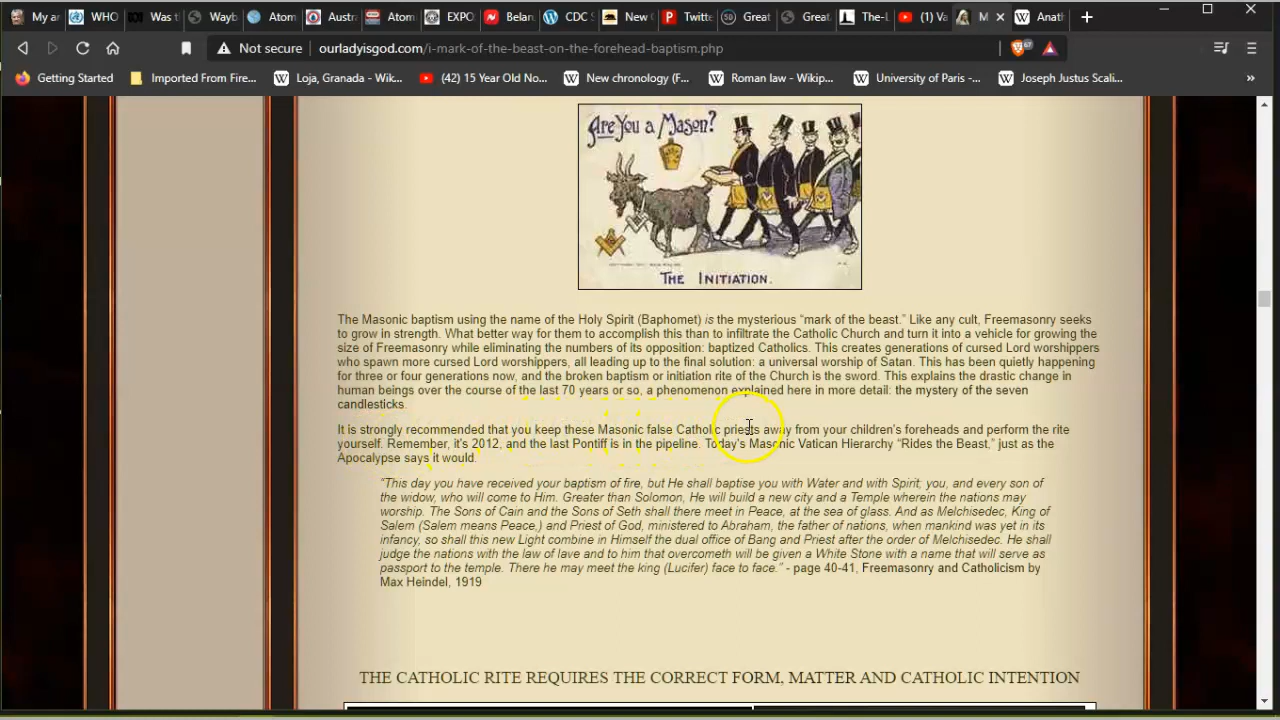 My ar
WHO
Was t
Wayb
Atom
Austr
Atom
EXPO
Belar
CDC S
New C
Twitte
Great
Great
The-L
(1) Va
M
Anath
Not secure
ourladyisgod.com/i-mark-of-the-beast-on-the-forehead-baptism.php
67
Getting Started
Imported From Fire...
Loja, Granada - Wik...
(42) 15 Year Old No...
New chronology (F...
Roman law - Wikip...
University of Paris -...
Joseph Justus Scali...
»
Are You a Mason?
THE INITIATION.
The Masonic baptism using the name of the Holy Spirit (Baphomet) is the mysterious “mark of the beast.” Like any cult, Freemasonry seeks
to grow in strength. What better way for them to accomplish this than to infiltrate the Catholic Church and turn it into a vehicle for growing the
size of Freemasonry while eliminating the numbers of its opposition: baptized Catholics. This creates generations of cursed Lord worshippers
who spawn more cursed Lord worshippers, all leading up to the final solution: a universal worship of Satan. This has been quietly happening
for three or four generations now, and the broken baptism or initiation rite of the Church is the sword. This explains the drastic change in
human beings over the course of the last 70 years or so, a phenomenon explained here in more detail: the mystery of the seven
candlesticks.
It is strongly recommended that you keep these Masonic false Catholic priests away from your children’s foreheads and perform the rite
yourself. Remember, it’s 2012, and the last Pontiff is in the pipeline. Today’s Masonic Vatican Hierarchy “Rides the Beast,” just as the
Apocalypse says it would.
“This day you have received your baptism of fire, but He shall baptise you with Water and with Spirit, you, and every son of
the widow, who will come to Him. Greater than Solomon, He will build a new city and a Temple wherein the nations may
worship. The Sons of Cain and the Sons of Seth shall there meet in Peace, at the sea of glass. And as Melchisedec, King of
Salem (Salem means Peace,) and Priest of God, ministered to Abraham, the father of nations, when mankind was yet in its
infancy, so shall this new Light combine in Himself the dual office of Bang and Priest after the order of Melchisedec. He shall
judge the nations with the law of lave and to him that overcometh will be given a White Stone with a name that will serve as
passport to the temple. There he may meet the king (Lucifer) face to face.” - page 40-41, Freemasonry and Catholicism by
Max Heindel, 1919
THE CATHOLIC RITE REQUIRES THE CORRECT FORM, MATTER AND CATHOLIC INTENTION